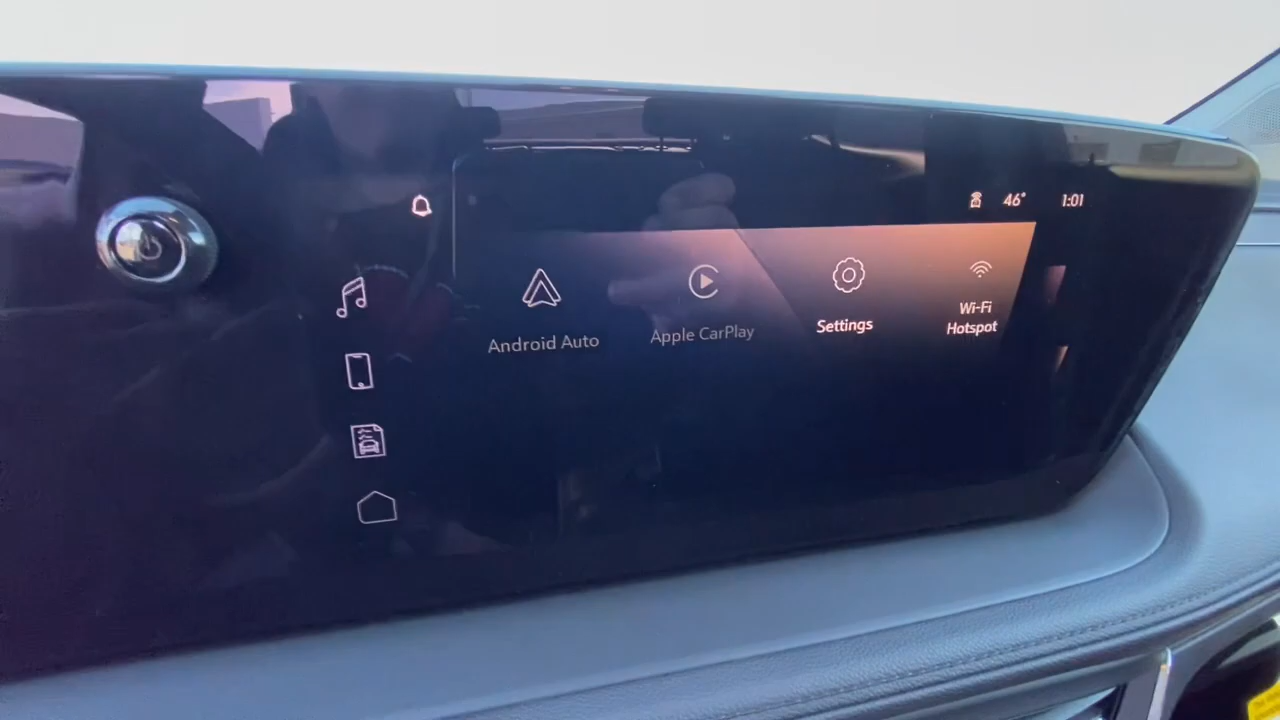 46° 1:01
Android Auto
Apple CarPlay
Settings
Wi-Fi
Hotspot